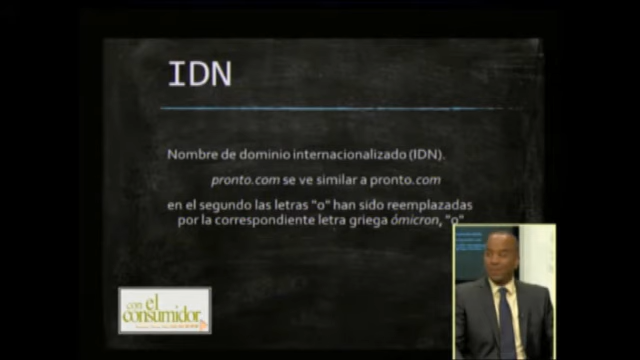 IDN
Nombre de dominio internacionalizado (IDN).
pronto.com se ve similar a pronto.com
en el segundo las letras "o" han sido reemplazadas
por la correspondiente letra griega ómicron, "ο"
con el
consumidor